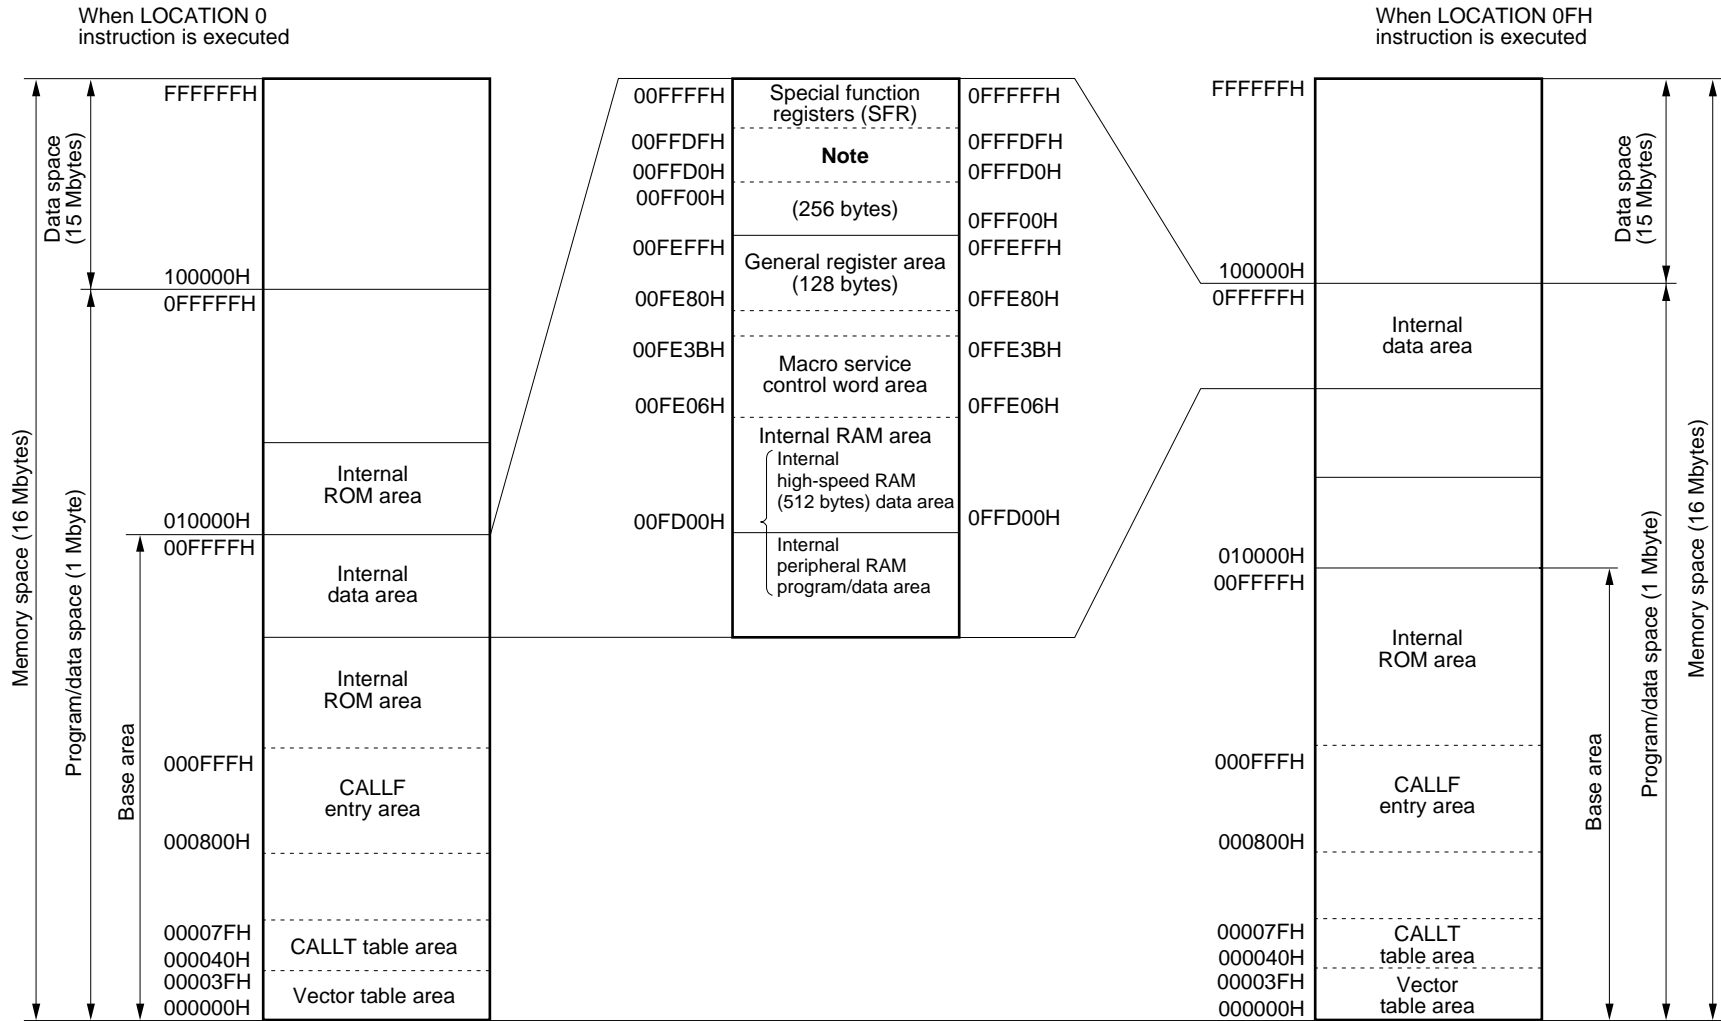 When LOCATION 0
instruction is executed
When LOCATION 0FH
instruction is executed
Memory space (16 Mbytes)
Program/data space (1 Mbyte)
Data space
(15 Mbytes)
Base area
FFFFFFH
100000H
0FFFFFH
Internal
ROM area
010000H
00FFFFH
Internal
data area
Internal
ROM area
000FFFH
CALLF
entry area
000800H
00007FH
CALLT table area
000040H
00003FH
Vector table area
000000H
00FFFFH
Special function
registers (SFR)
0FFFFFH
00FFDFH
Note
0FFFDFH
00FFD0H
0FFFD0H
00FF00H
(256 bytes)
0FFF00H
00FEFFH
0FFEFFH
General register area
(128 bytes)
00FE80H
0FFE80H
00FE3BH
0FFE3BH
Macro service
control word area
00FE06H
0FFE06H
Internal RAM area
Internal
high-speed RAM
(512 bytes) data area
00FD00H
0FFD00H
Internal
peripheral RAM
program/data area
FFFFFFH
100000H
0FFFFFH
Internal
data area
010000H
00FFFFH
Internal
ROM area
000FFFH
CALLF
entry area
000800H
00007FH
CALLT
table area
000040H
00003FH
Vector
table area
000000H
Base area
Data space
(15 Mbytes)
Program/data space (1 Mbyte)
Memory space (16 Mbytes)